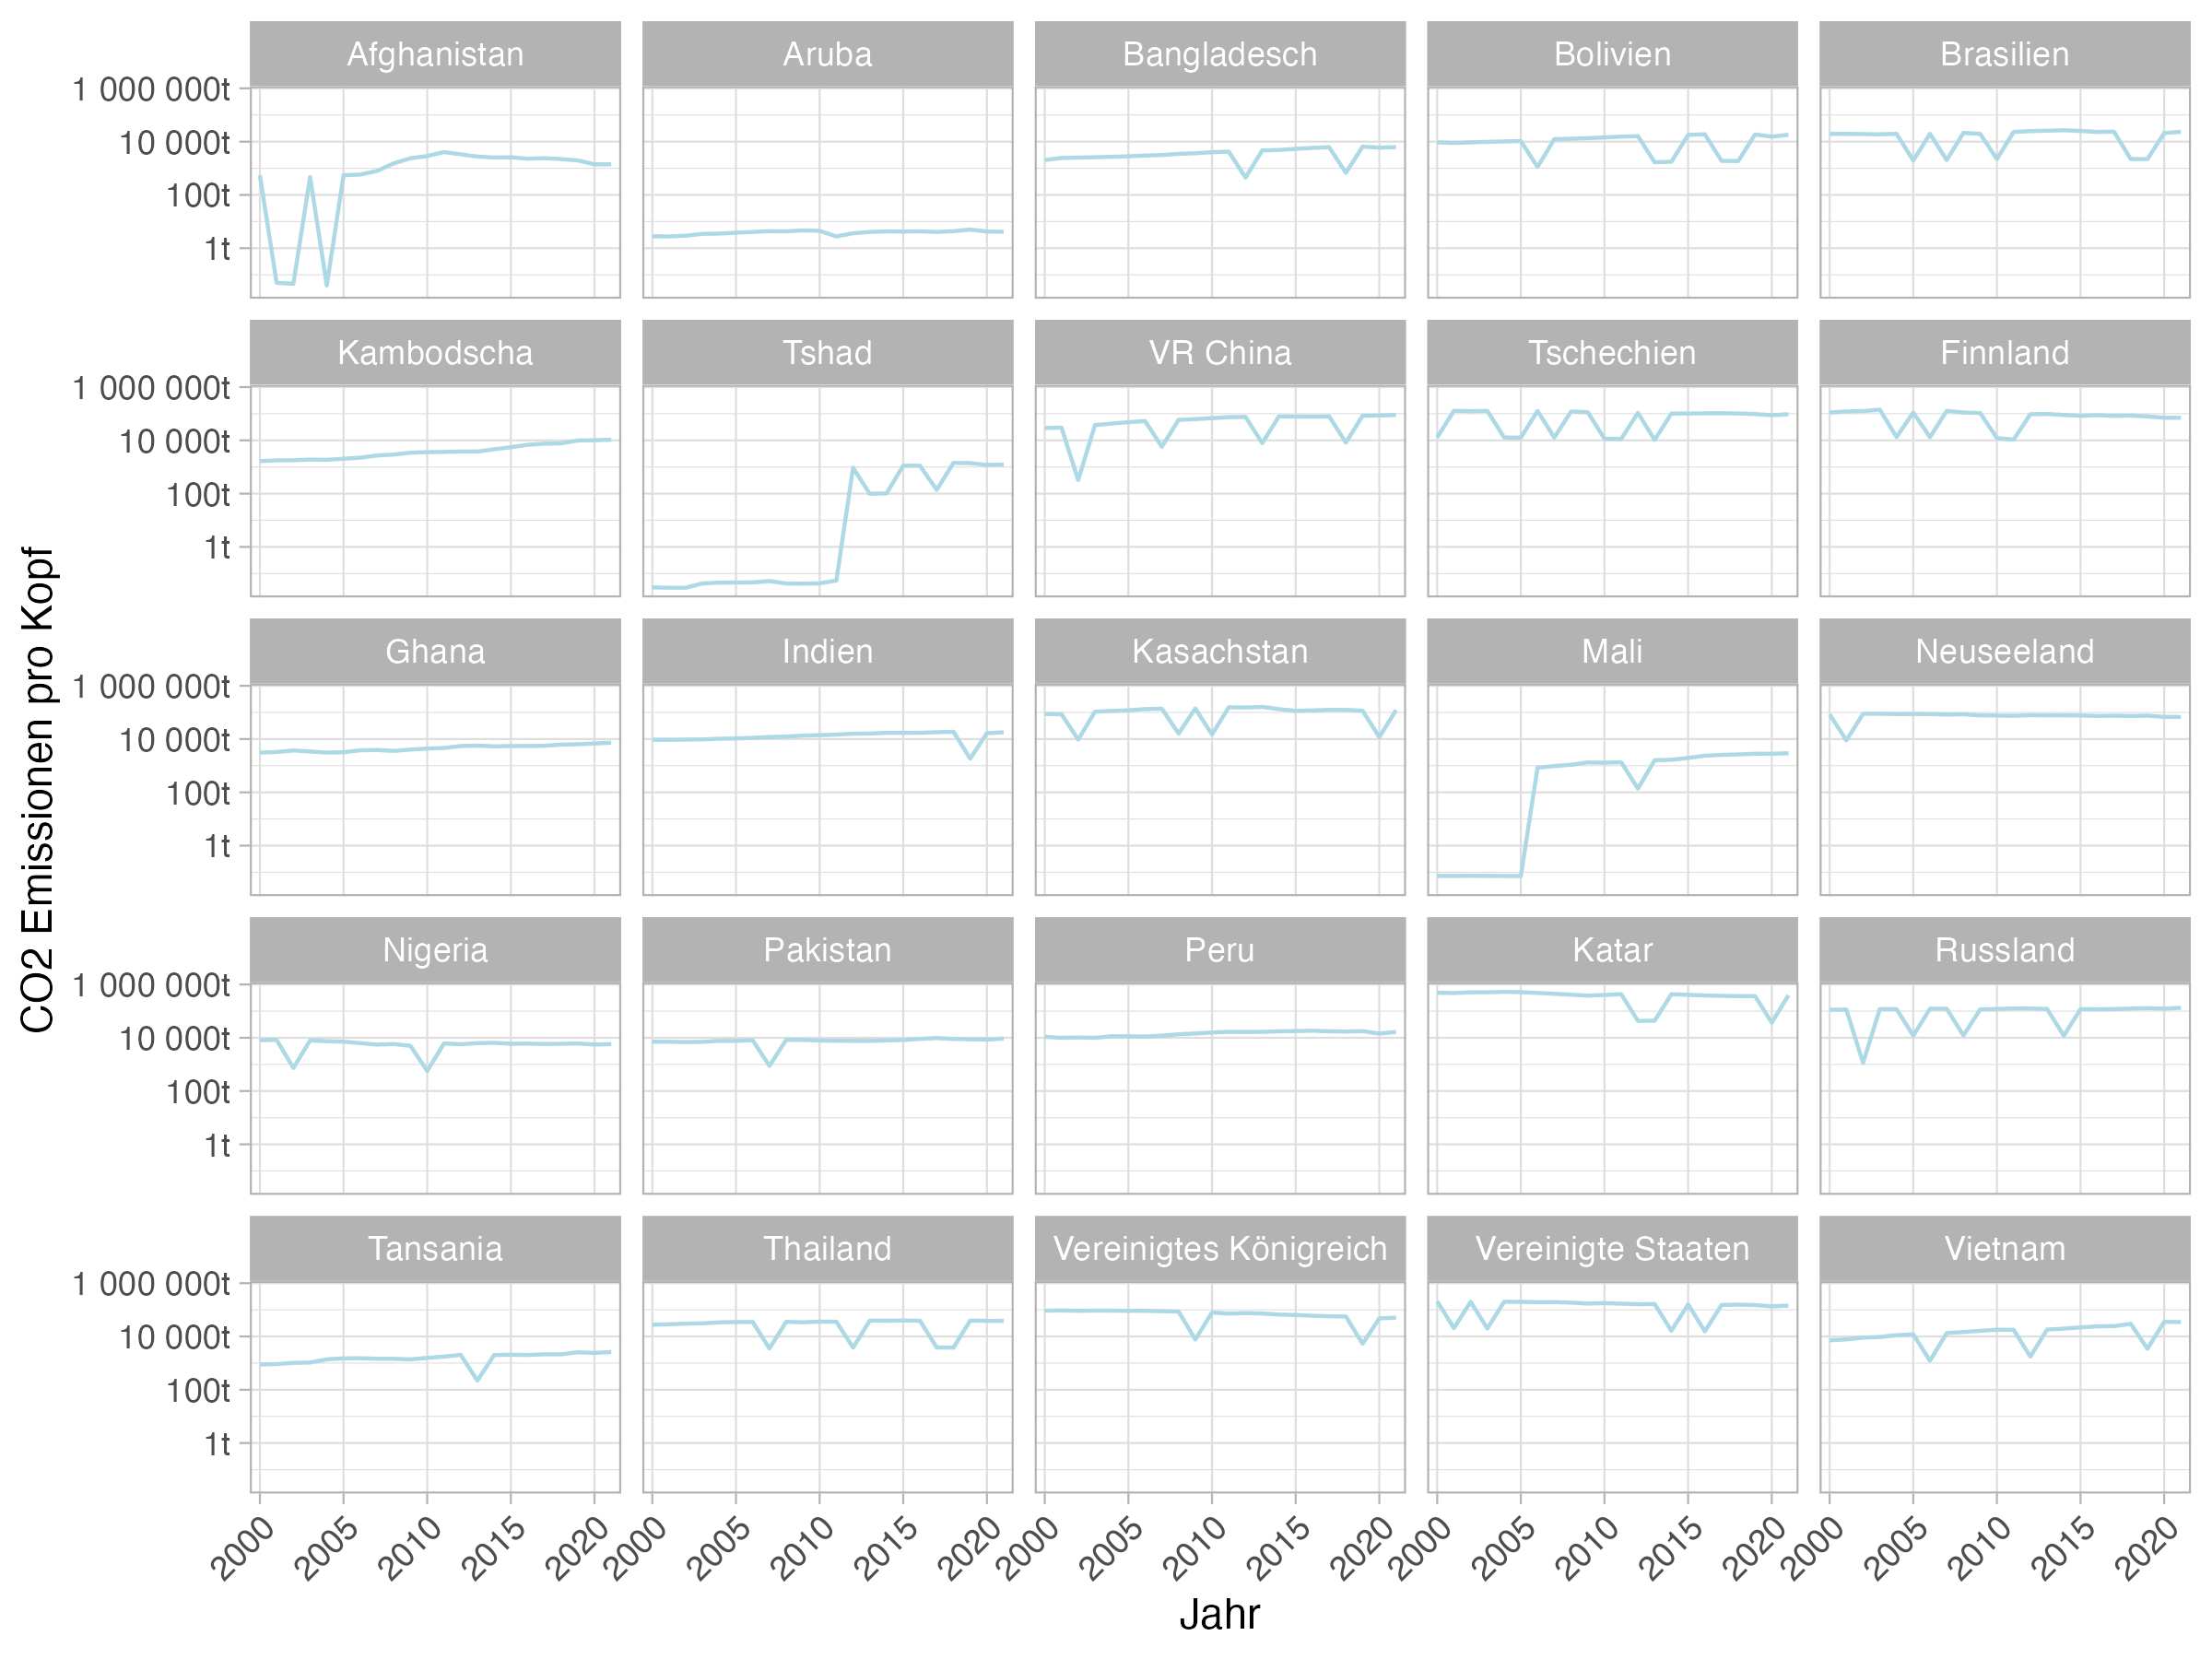 Afghanistan
Aruba
Bangladesch
Bolivien
Brasilien
1 000 000t
10 000t
100t
1t
Kambodscha
Tshad
VR China
Tschechien
Finnland
1 000 000t
10 000t
100t
1t
Ghana
Indien
Kasachstan
Mali
Neuseeland
1 000 000t
10 000t
100t
1t
Nigeria
Pakistan
Peru
Katar
Russland
1 000 000t
10 000t
100t
1t
Tansania
Thailand
Vereinigtes Königreich
Vereinigte Staaten
Vietnam
1 000 000t
10 000t
100t
1t
2000 2005 2010 2015 2020
2000 2005 2010 2015 2020
2000 2005 2010 2015 2020
2000 2005 2010 2015 2020
2000 2005 2010 2015 2020
Jahr
CO2 Emissionen pro Kopf